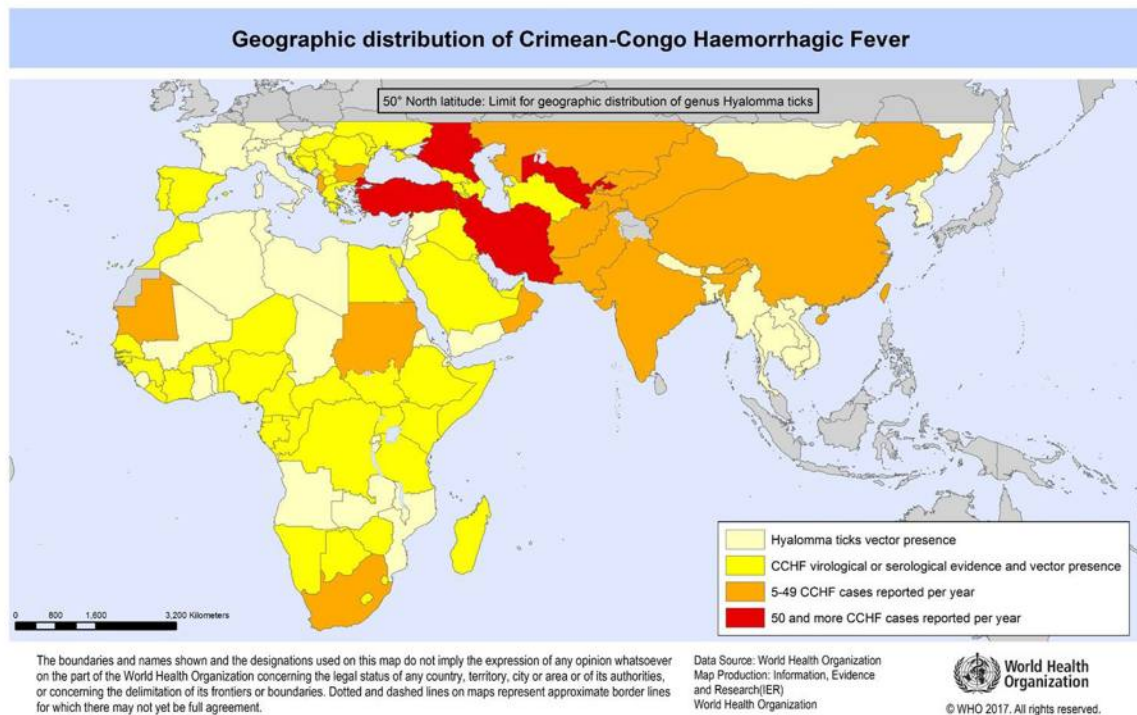 Geographic distribution of Crimean-Congo Haemorrhagic Fever
50° North latitude: Limit for geographic distribution of genus Hyalomma ticks
Hyalomma ticks vector presence
CCHF virological or serological evidence and vector presence
5-49 CCHF cases reported per year
50 and more CCHF cases reported per year
0 800 1,600 3,200 Kilometers
The boundaries and names shown and the designations used on this map do not imply the expression of any opinion whatsoever
on the part of the World Health Organization concerning the legal status of any country, territory, city or area or of its authorities,
or concerning the delimitation of its frontiers or boundaries. Dotted and dashed lines on maps represent approximate border lines
for which there may not yet be full agreement.
Data Source: World Health Organization
Map Production: Information, Evidence
and Research(IER)
World Health Organization
World Health
Organization
© WHO 2017. All rights reserved.